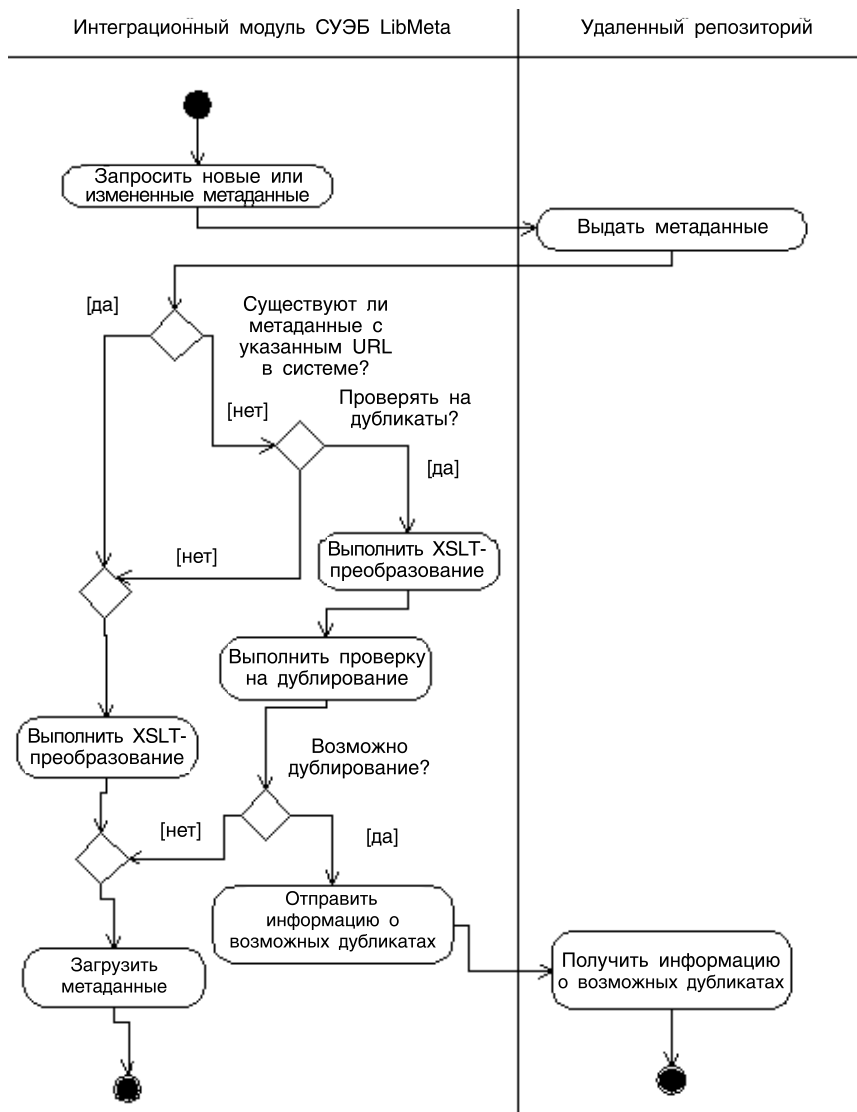 Интеграционный модуль СУЭБ LibMeta
Удаленный репозиторий
Запросить новые или
измененные метаданные
Выдать метаданные
[да]
Существуют ли
метаданные с
указанным URL
в системе?
[нет]
Проверять на
дубликаты?
[да]
[нет]
Выполнить XSLT-
преобразование
Выполнить проверку
на дублирование
Выполнить XSLT-
преобразование
Возможно
дублирование?
[нет]
[да]
Отправить
информацию о
возможных дубликатах
Загрузить
метаданные
Получить информацию
о возможных дубликатах